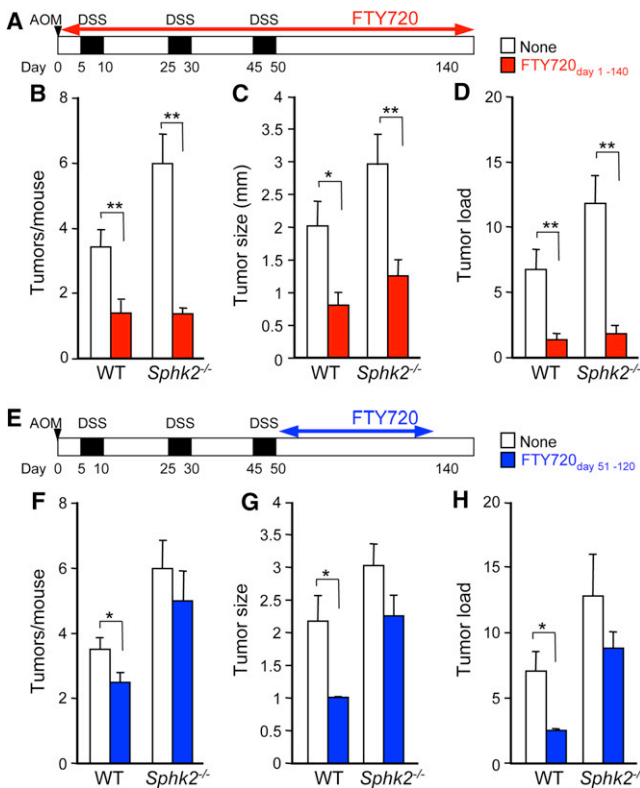 A
AOM DSS DSS DSS FTY720
Day 0 5 10 25 30 45 50 140
None
FTY720day 1 -140
B
Tumors/mouse
8
6
4
2
0
**
**
WT Sphk2-/-
C
Tumor size (mm)
4
3.5
3
2.5
2
1.5
1
0.5
0
*
**
WT Sphk2-/-
D
Tumor load
20
15
10
5
0
**
**
WT Sphk2-/-
E
AOM DSS DSS DSS FTY720
Day 0 5 10 25 30 45 50 140
None
FTY720day 51 -120
F
Tumors/mouse
8
6
4
2
0
*
WT Sphk2-/-
G
Tumor size
4
3.5
3
2.5
2
1.5
1
0.5
0
*
WT Sphk2-/-
H
Tumor load
20
15
10
5
0
*
WT Sphk2-/-